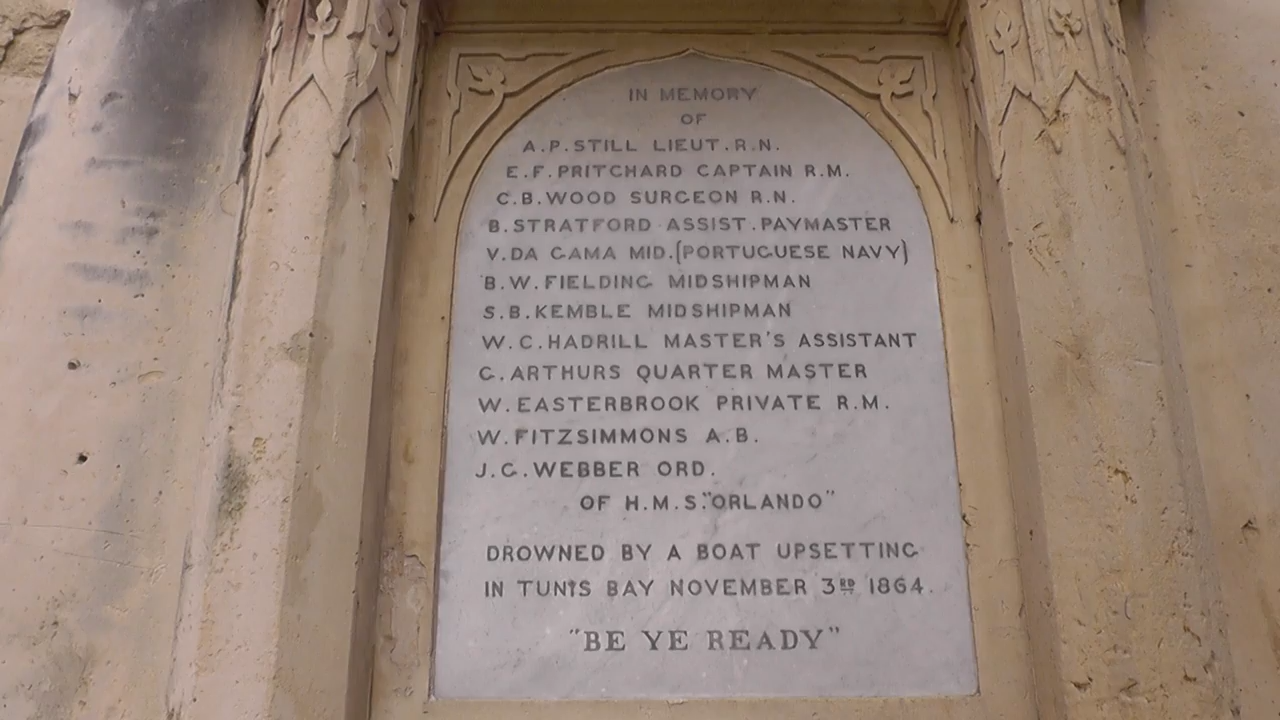 IN MEMORY
OF
A.P.STILL LIEUT.R.N.
E.F.PRITCHARD CAPTAIN R.M.
C.B.WOOD SURGEON R.N.
B.STRATFORD ASSIST.PAYMASTER
V.DA GAMA MID.(PORTUGUESE NAVY)
B.W.FIELDING MIDSHIPMAN
S.B.KEMBLE MIDSHIPMAN
W.C.HADRILL MASTER'S ASSISTANT
G.ARTHURS QUARTER MASTER
W.EASTERBROOK PRIVATE R.M.
W.FITZSIMMONS A.B.
J.G.WEBBER ORD.
OF H.M.S."ORLANDO"
DROWNED BY A BOAT UPSETTING
IN TUNIS BAY NOVEMBER 3RD 1864.
"BE YE READY"